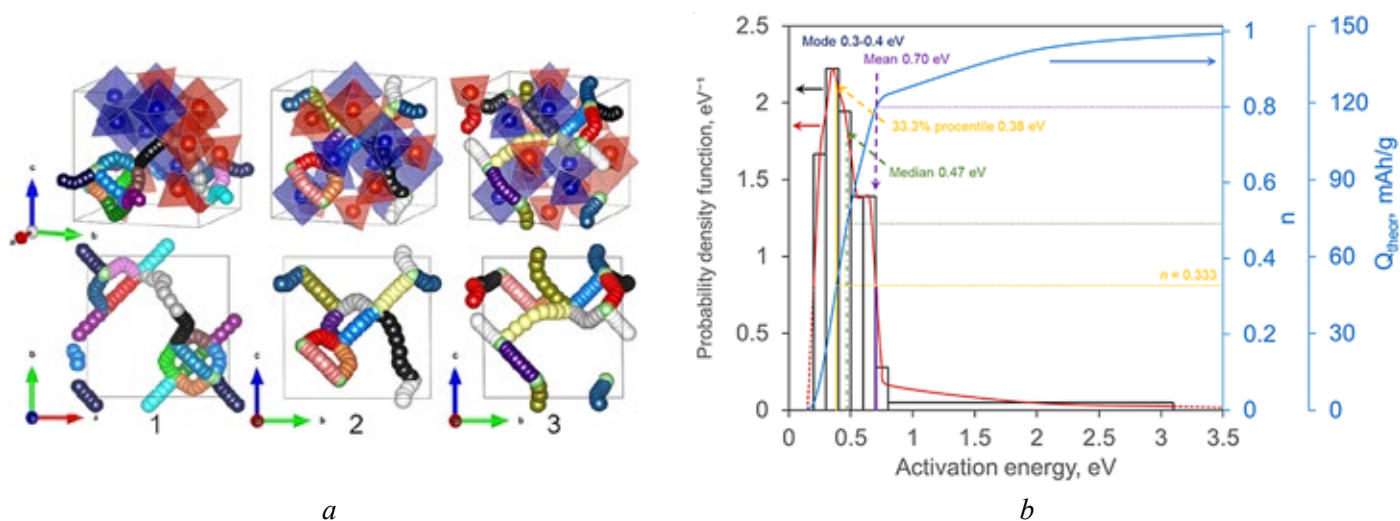 c
b
a
b
a
1
c
b
2
c
b
3
a
b
Probability density function, eV⁻¹
2.5
2
1.5
1
0.5
0
Mode 0.3-0.4 eV
Mean 0.70 eV
33.3% procentile 0.38 eV
Median 0.47 eV
n = 0.333
0
0.5
1
1.5
2
2.5
3
3.5
Activation energy, eV
1
0.8
0.6
0.4
0.2
0
n
150
120
90
60
30
0
Qtheor, mAh/g
b